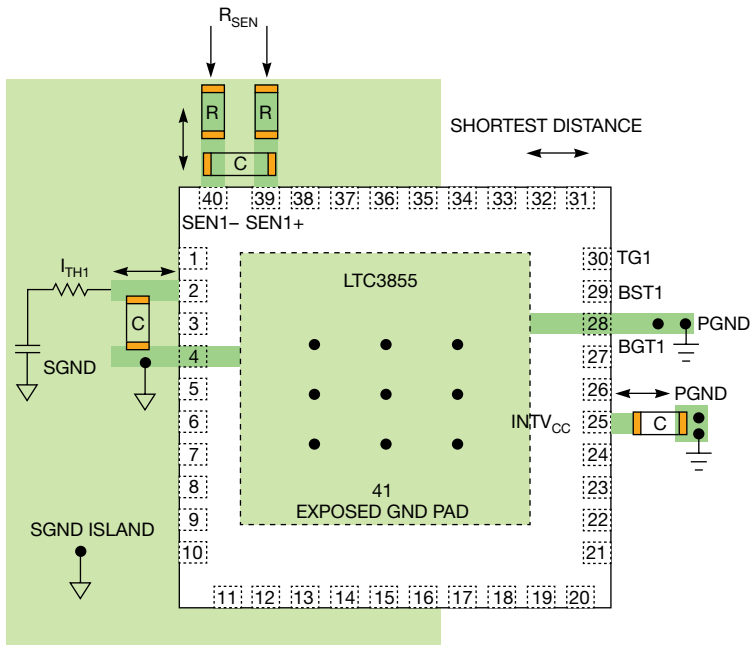 R_SEN
R R
C
SHORTEST DISTANCE
40 39 38 37 36 35 34 33 32 31
SEN1− SEN1+
1 LTC3855 30 TG1
I_TH1 2 29 BST1
C 3 28 PGND
SGND 4 27 BGT1
5 26 PGND
6 INTV_CC 25 C
7 24
8 23
9 22
10 21
41
EXPOSED GND PAD
SGND ISLAND
11 12 13 14 15 16 17 18 19 20